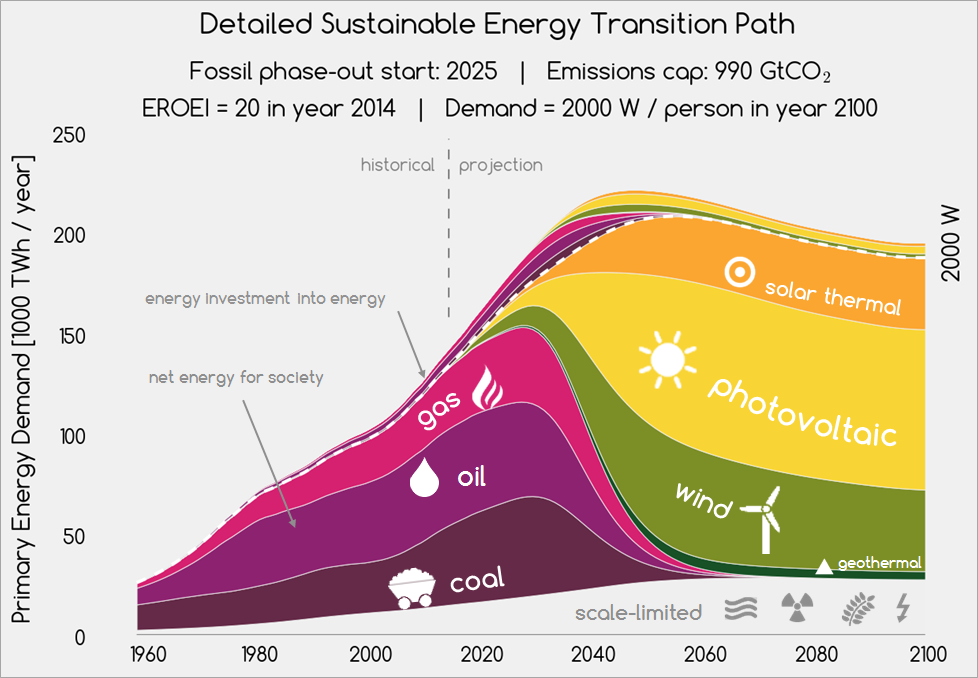 Detailed Sustainable Energy Transition Path
Fossil phase-out start: 2025 | Emissions cap: 990 GtCO₂
EROEI = 20 in year 2014 | Demand = 2000 W / person in year 2100
Primary Energy Demand [1000 TWh / year]
250
200
150
100
50
0
historical
projection
energy investment into energy
net energy for society
2000 W
solar thermal
photovoltaic
gas
oil
wind
geothermal
coal
scale-limited
1960 1980 2000 2020 2040 2060 2080 2100